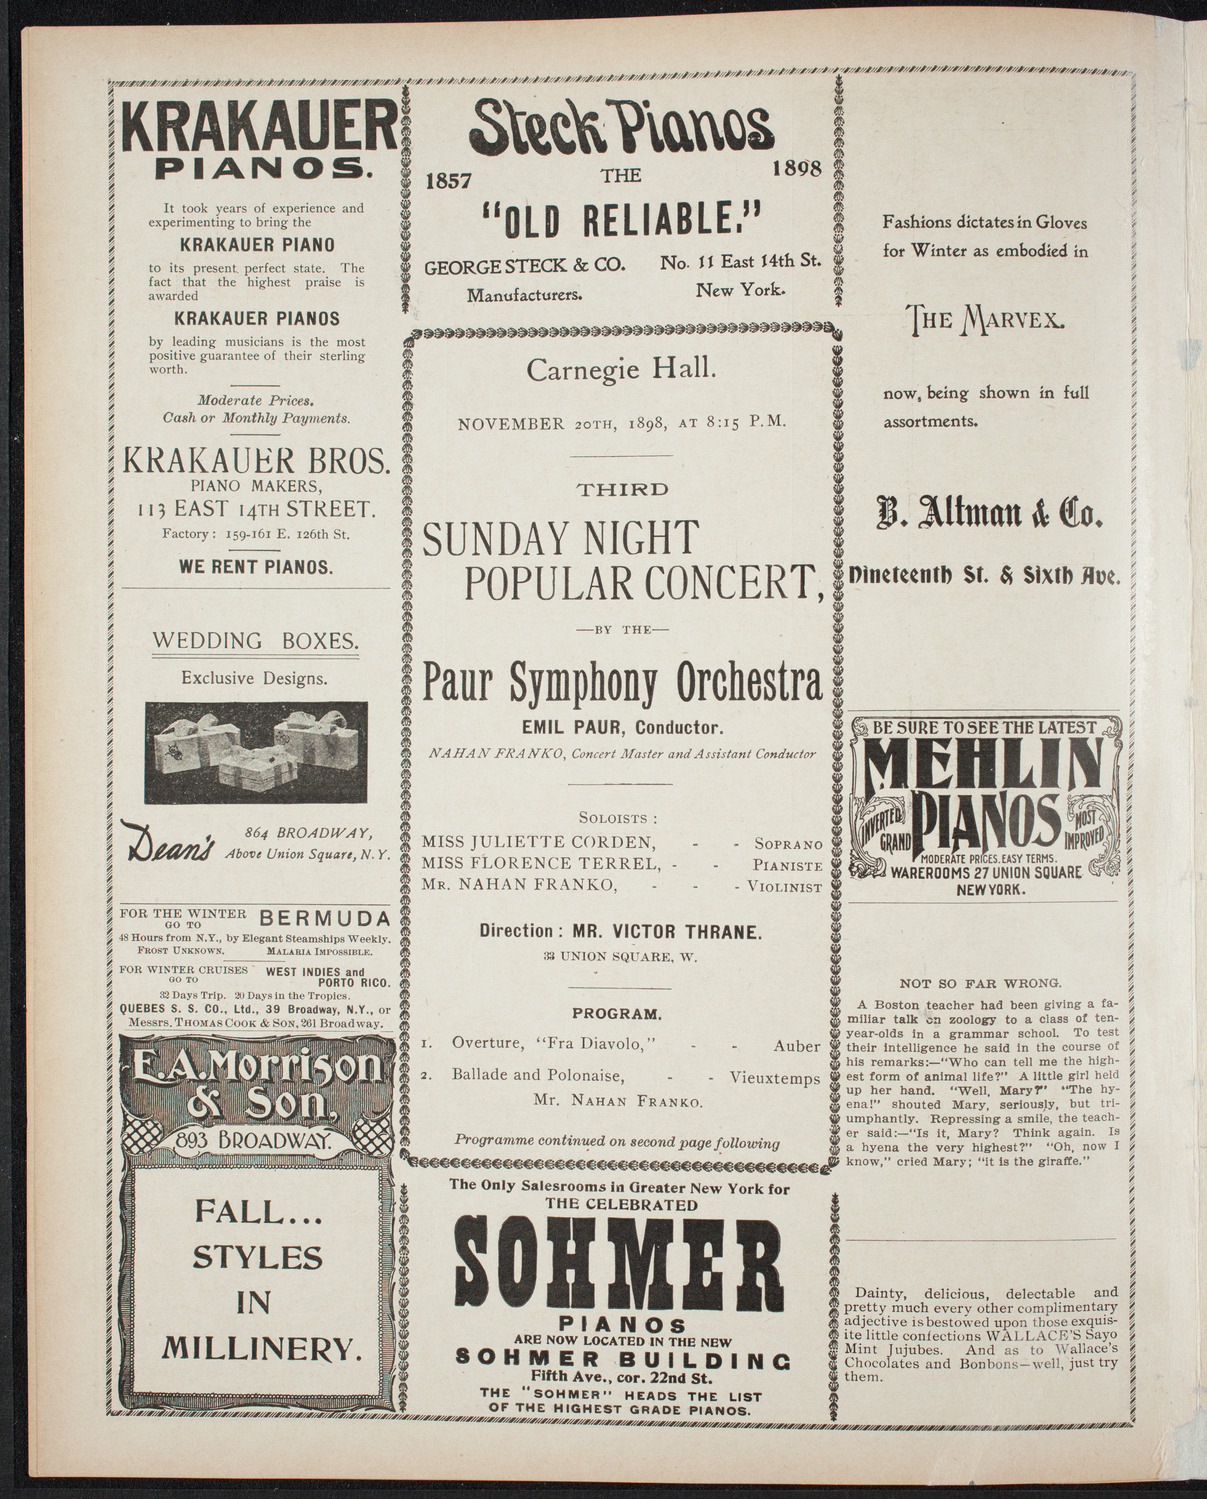 KRAKAUER
PIANOS.
It took years of experience and
experimenting to bring the
KRAKAUER PIANO
to its present perfect state. The
fact that the highest praise is
awarded
KRAKAUER PIANOS
by leading musicians is the most
positive guarantee of their sterling
worth.
Moderate Prices.
Cash or Monthly Payments.
KRAKAUER BROS.
PIANO MAKERS,
113 EAST 14TH STREET.
Factory: 159-161 E. 126th St.
WE RENT PIANOS.
WEDDING BOXES.
Exclusive Designs.
Dean's
864 BROADWAY,
Above Union Square, N.Y.
FOR THE WINTER
GO TO
BERMUDA
48 Hours from N.Y., by Elegant Steamships Weekly.
FROST UNKNOWN. MALARIA IMPOSSIBLE.
FOR WINTER CRUISES
GO TO
WEST INDIES and
PORTO RICO.
32 Days Trip. 20 Days in the Tropics.
QUEBES S. S. CO., Ltd., 39 Broadway, N.Y., or
Messrs. THOMAS COOK & SON, 261 Broadway.
E.A. Morrison
& Son,
893 BROADWAY.
FALL...
STYLES
IN
MILLINERY.
Steck Pianos
1857 THE 1898
"OLD RELIABLE."
GEORGE STECK & CO. No. 11 East 14th St.
Manufacturers. New York.
Carnegie Hall.
NOVEMBER 20TH, 1898, AT 8:15 P.M.
THIRD
SUNDAY NIGHT
POPULAR CONCERT,
—BY THE—
Paur Symphony Orchestra
EMIL PAUR, Conductor.
NAHAN FRANKO, Concert Master and Assistant Conductor
SOLOISTS:
MISS JULIETTE CORDEN, - - SOPRANO
MISS FLORENCE TERREL, - - PIANISTE
MR. NAHAN FRANKO, - - - VIOLINIST
Direction: MR. VICTOR THRANE.
33 UNION SQUARE, W.
PROGRAM.
1. Overture, "Fra Diavolo," - - Auber
2. Ballade and Polonaise, - - Vieuxtemps
MR. NAHAN FRANKO.
Programme continued on second page following
The Only Salesrooms in Greater New York for
THE CELEBRATED
SOHMER
PIANOS
ARE NOW LOCATED IN THE NEW
SOHMER BUILDING
Fifth Ave., cor. 22nd St.
THE "SOHMER" HEADS THE LIST
OF THE HIGHEST GRADE PIANOS.
Fashions dictates in Gloves
for Winter as embodied in
THE MARVEX.
now, being shown in full
assortments.
B. Altman & Co.
Nineteenth St. & Sixth Ave.
BE SURE TO SEE THE LATEST
MEHLIN
PIANOS
INVERTED
GRAND
MOST
IMPROVED
MODERATE PRICES. EASY TERMS.
WAREROOMS 27 UNION SQUARE
NEW YORK.
NOT SO FAR WRONG.
A Boston teacher had been giving a fa-
miliar talk on zoology to a class of ten-
year-olds in a grammar school. To test
their intelligence he said in the course of
his remarks:—"Who can tell me the high-
est form of animal life?" A little girl held
up her hand. "Well, Mary?" "The hy-
ena!" shouted Mary, seriously, but tri-
umphantly. Repressing a smile, the teach-
er said:—"Is it, Mary? Think again. Is
a hyena the very highest?" "Oh, now I
know," cried Mary; "it is the giraffe."
Dainty, delicious, delectable and
pretty much every other complimentary
adjective is bestowed upon those exquis-
ite little confections WALLACE'S Sayo
Mint Jujubes. And as to Wallace's
Chocolates and Bonbons—well, just try
them.